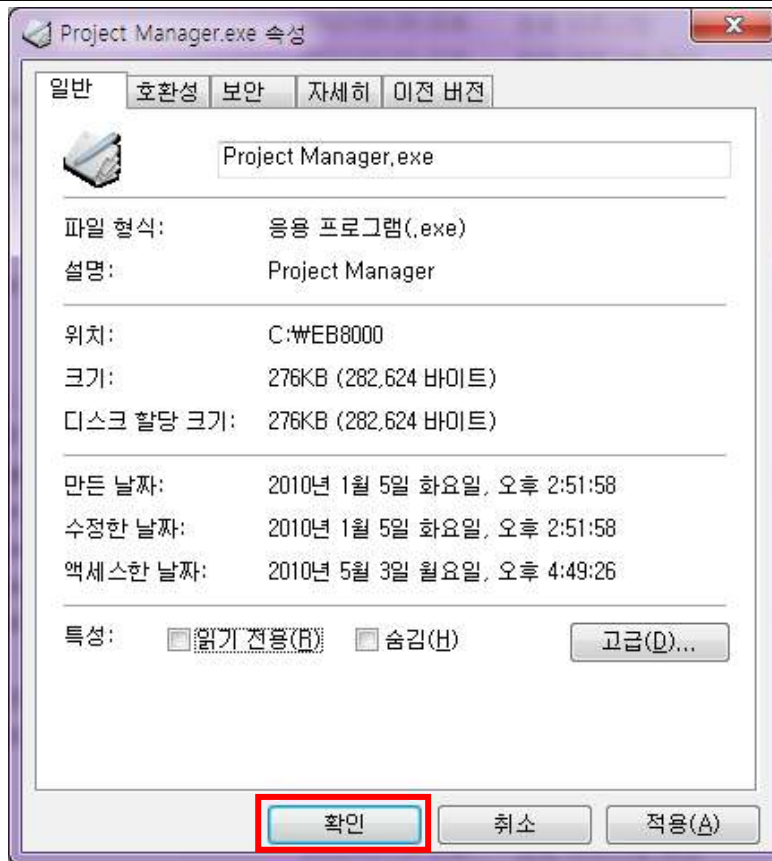 Project Manager.exe 속성
일반 호환성 보안 자세히 이전 버전
Project Manager.exe
파일 형식: 응용 프로그램(.exe)
설명: Project Manager
위치: C:₩EB8000
크기: 276KB (282,624 바이트)
디스크 할당 크기: 276KB (282,624 바이트)
만든 날짜: 2010년 1월 5일 화요일, 오후 2:51:58
수정한 날짜: 2010년 1월 5일 화요일, 오후 2:51:58
액세스한 날짜: 2010년 5월 3일 월요일, 오후 4:49:26
특성: 읽기 전용(R) 숨김(H) 고급(D)...
확인 취소 적용(A)